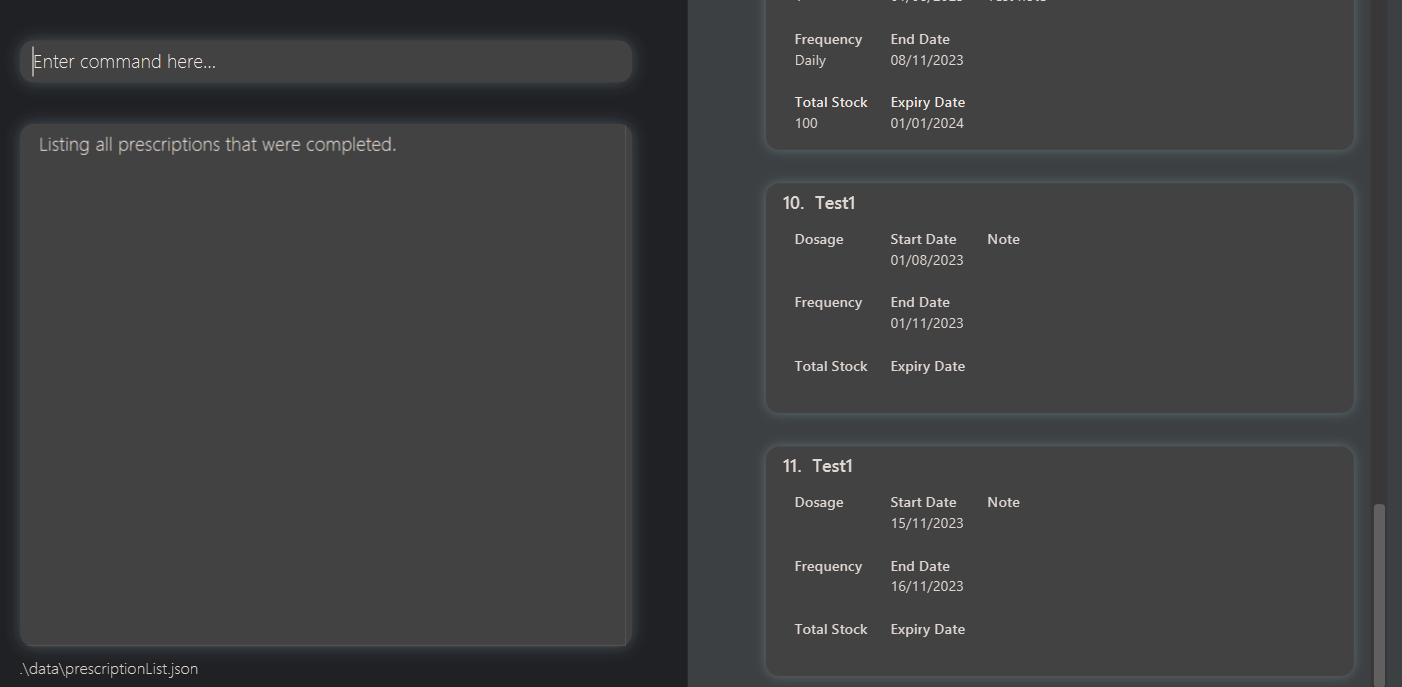 Enter command here...
Listing all prescriptions that were completed.
.\data\prescriptionList.json
Frequency End Date
Daily 08/11/2023
Total Stock Expiry Date
100 01/01/2024
10. Test1
Dosage Start Date Note
01/08/2023
Frequency End Date
01/11/2023
Total Stock Expiry Date
11. Test1
Dosage Start Date Note
15/11/2023
Frequency End Date
16/11/2023
Total Stock Expiry Date